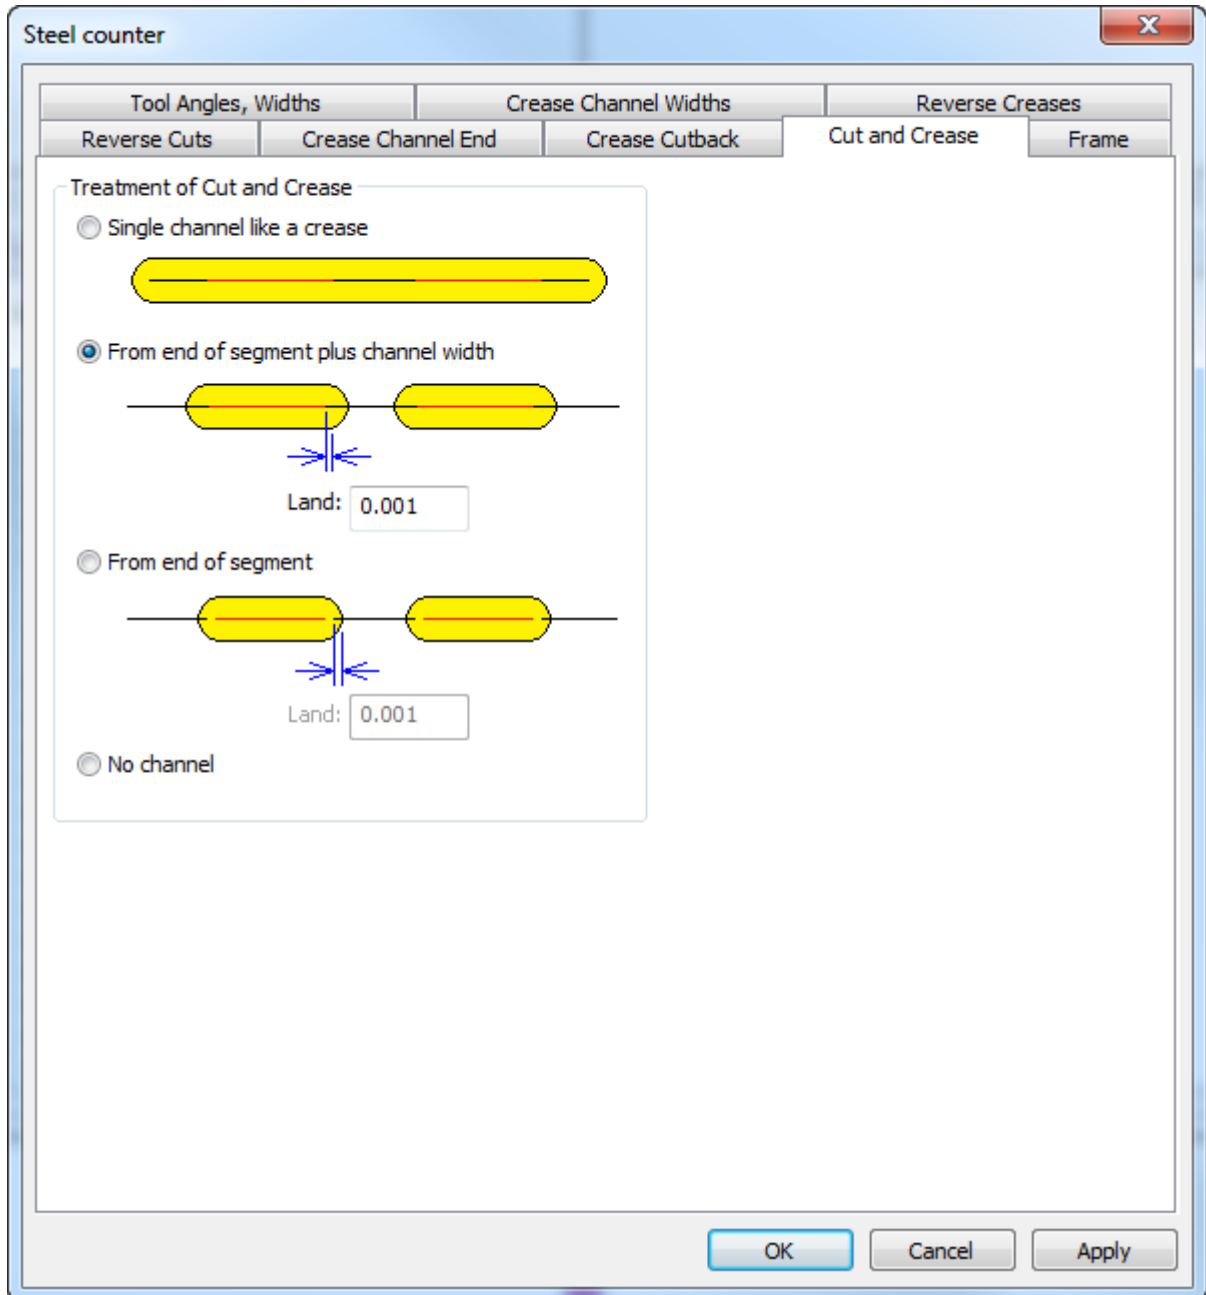 Steel counter
Tool Angles, Widths
Crease Channel Widths
Reverse Creases
Reverse Cuts
Crease Channel End
Crease Cutback
Cut and Crease
Frame
Treatment of Cut and Crease
Single channel like a crease
From end of segment plus channel width
Land: 0.001
From end of segment
Land: 0.001
No channel
OK
Cancel
Apply